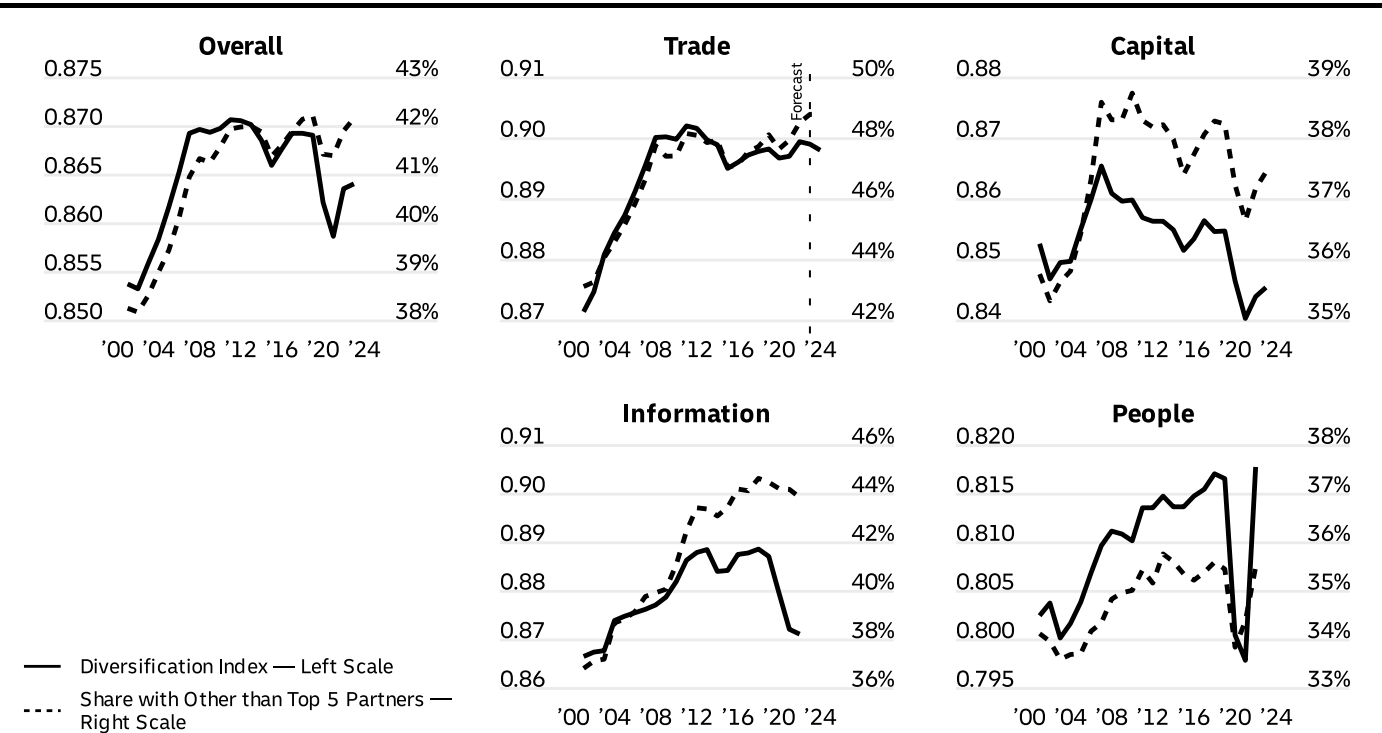 Overall
0.875 43%
0.870 42%
0.865 41%
0.860 40%
0.855 39%
0.850 38%
’00 ’04 ’08 ’12 ’16 ’20 ’24
Trade
Forecast
0.91 50%
0.90 48%
0.89 46%
0.88 44%
0.87 42%
’00 ’04 ’08 ’12 ’16 ’20 ’24
Capital
0.88 39%
0.87 38%
0.86 37%
0.85 36%
0.84 35%
’00 ’04 ’08 ’12 ’16 ’20 ’24
Information
0.91 46%
0.90 44%
0.89 42%
0.88 40%
0.87 38%
0.86 36%
’00 ’04 ’08 ’12 ’16 ’20 ’24
People
0.820 38%
0.815 37%
0.810 36%
0.805 35%
0.800 34%
0.795 33%
’00 ’04 ’08 ’12 ’16 ’20 ’24
Diversification Index — Left Scale
Share with Other than Top 5 Partners —
Right Scale